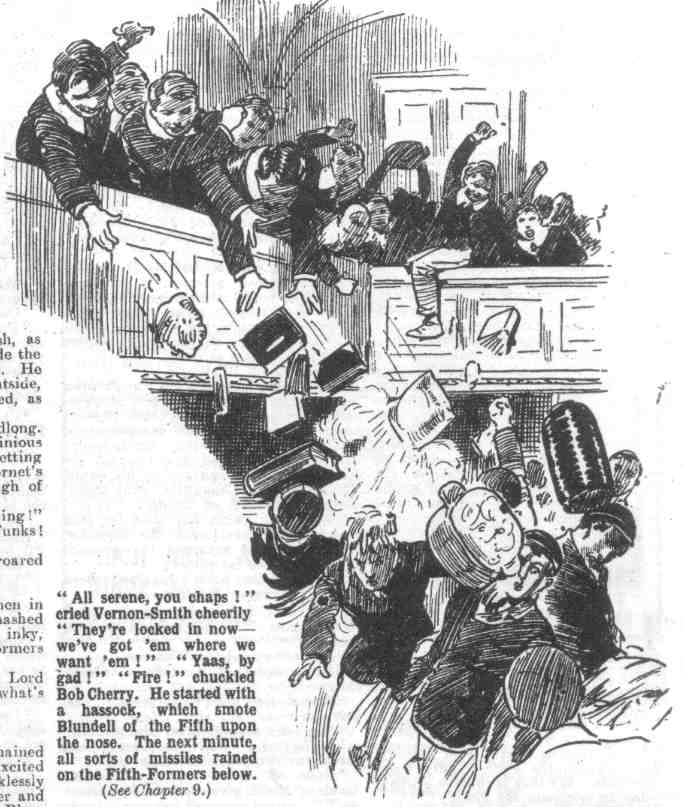 sh, as
de the
. He
tside,
ed, as
dlong.
inious
etting
rnet's
gh of
ing!"
Funks!
roared
hen in
nashed
inky,
ormers
Lord
what's
nained
xcited
klessly
er and
" All serene, you chaps ! "
cried Vernon-Smith cheerily
" They're locked in now—
we've got 'em where we
want 'em ! " " Yaas, by
gad ! " " Fire ! " chuckled
Bob Cherry. He started with
a hassock, which smote
Blundell of the Fifth upon
the nose. The next minute,
all sorts of missiles rained
on the Fifth-Formers below.
(See Chapter 9.)